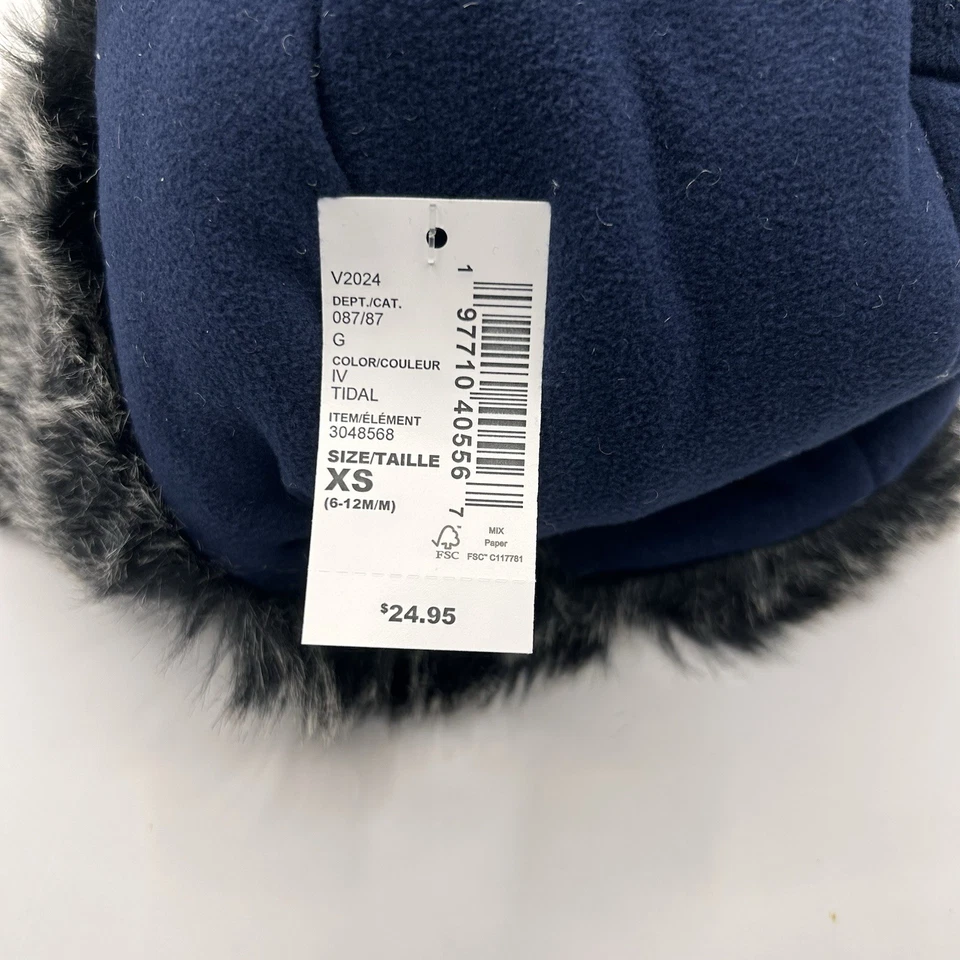 V2024
DEPT./CAT.
087/87
G
COLOR/COULEUR
IV
TIDAL
ITEM/ÉLÉMENT
3048568
SIZE/TAILLE
XS
(6-12M/M)
1 97710 40556 7
FSC
MIX
Paper
FSC™ C117781
$24.95